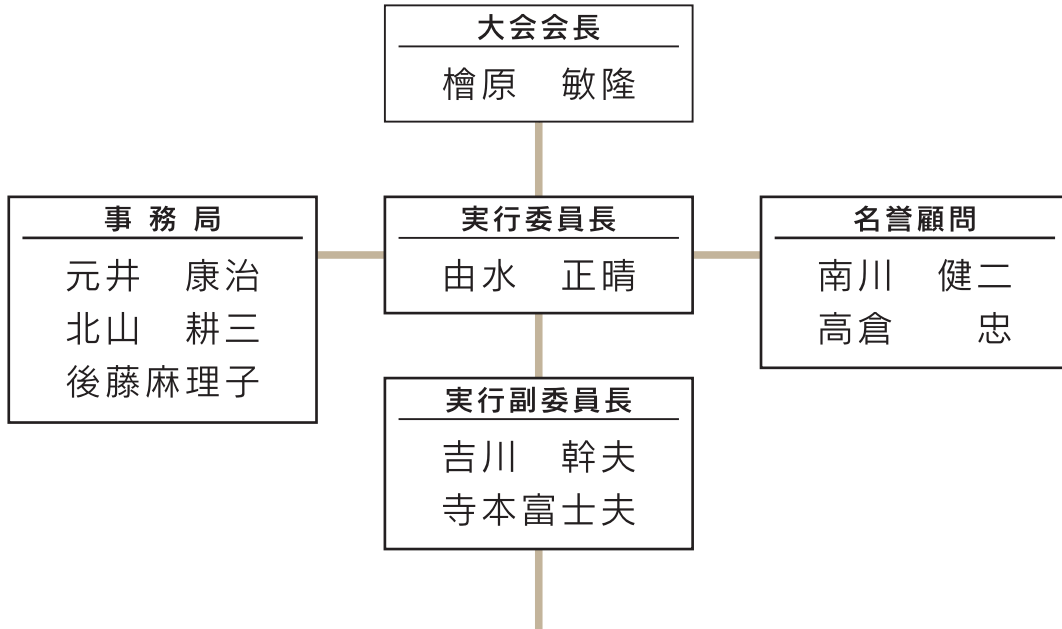 大会会長
檜原　敏隆
事 務 局
元井　康治
北山　耕三
後藤麻理子
実行委員長
由水　正晴
名誉顧問
南川　健二
高倉　　忠
実行副委員長
吉川　幹夫
寺本富士夫